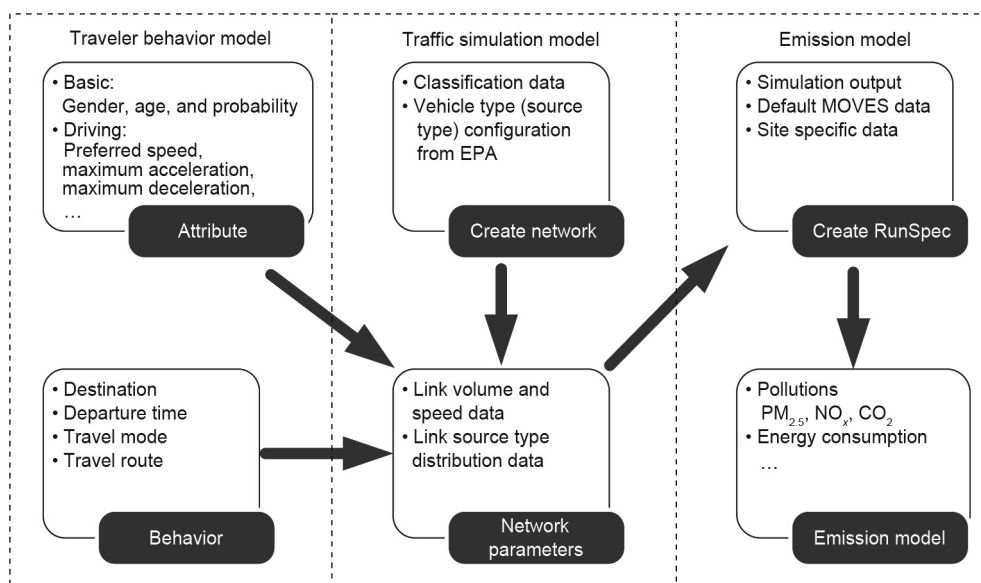 Traveler behavior model
• Basic:
Gender, age, and probability
• Driving:
Preferred speed,
maximum acceleration,
maximum deceleration,
…
Attribute
• Destination
• Departure time
• Travel mode
• Travel route
Behavior
Traffic simulation model
• Classification data
• Vehicle type (source
type) configuration
from EPA
Create network
• Link volume and
speed data
• Link source type
distribution data
Network
parameters
Emission model
• Simulation output
• Default MOVES data
• Site specific data
Create RunSpec
• Pollutions
PM2.5, NOx, CO2
• Energy consumption
…
Emission model